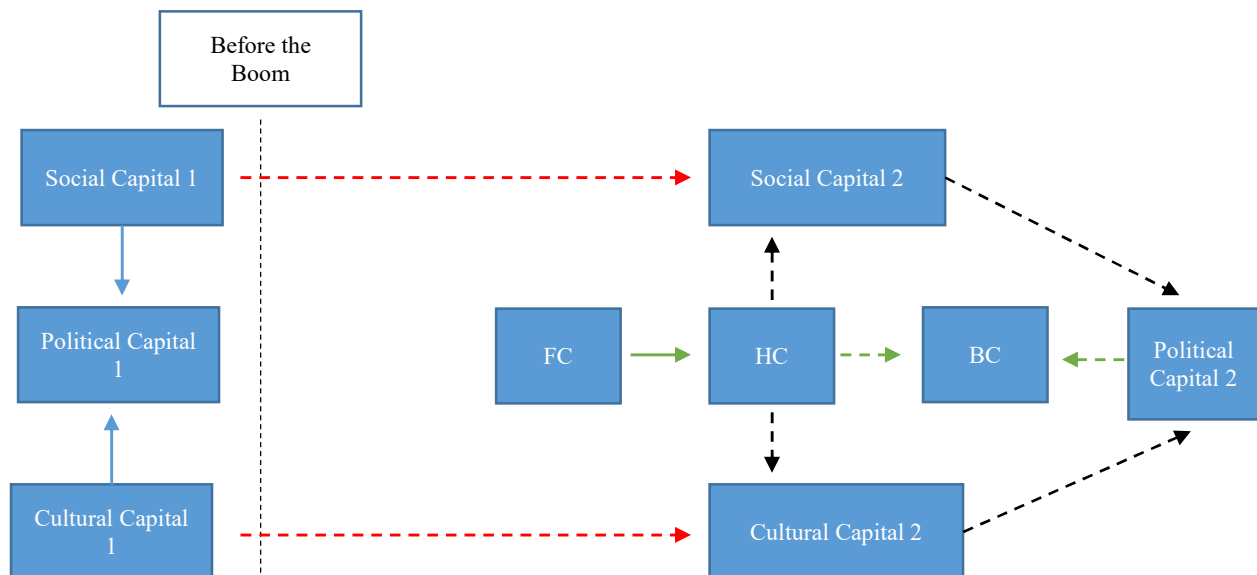 Before the
Boom
Social Capital 1
Social Capital 2
Political Capital
1
FC
HC
BC
Political
Capital 2
Cultural Capital
1
Cultural Capital 2